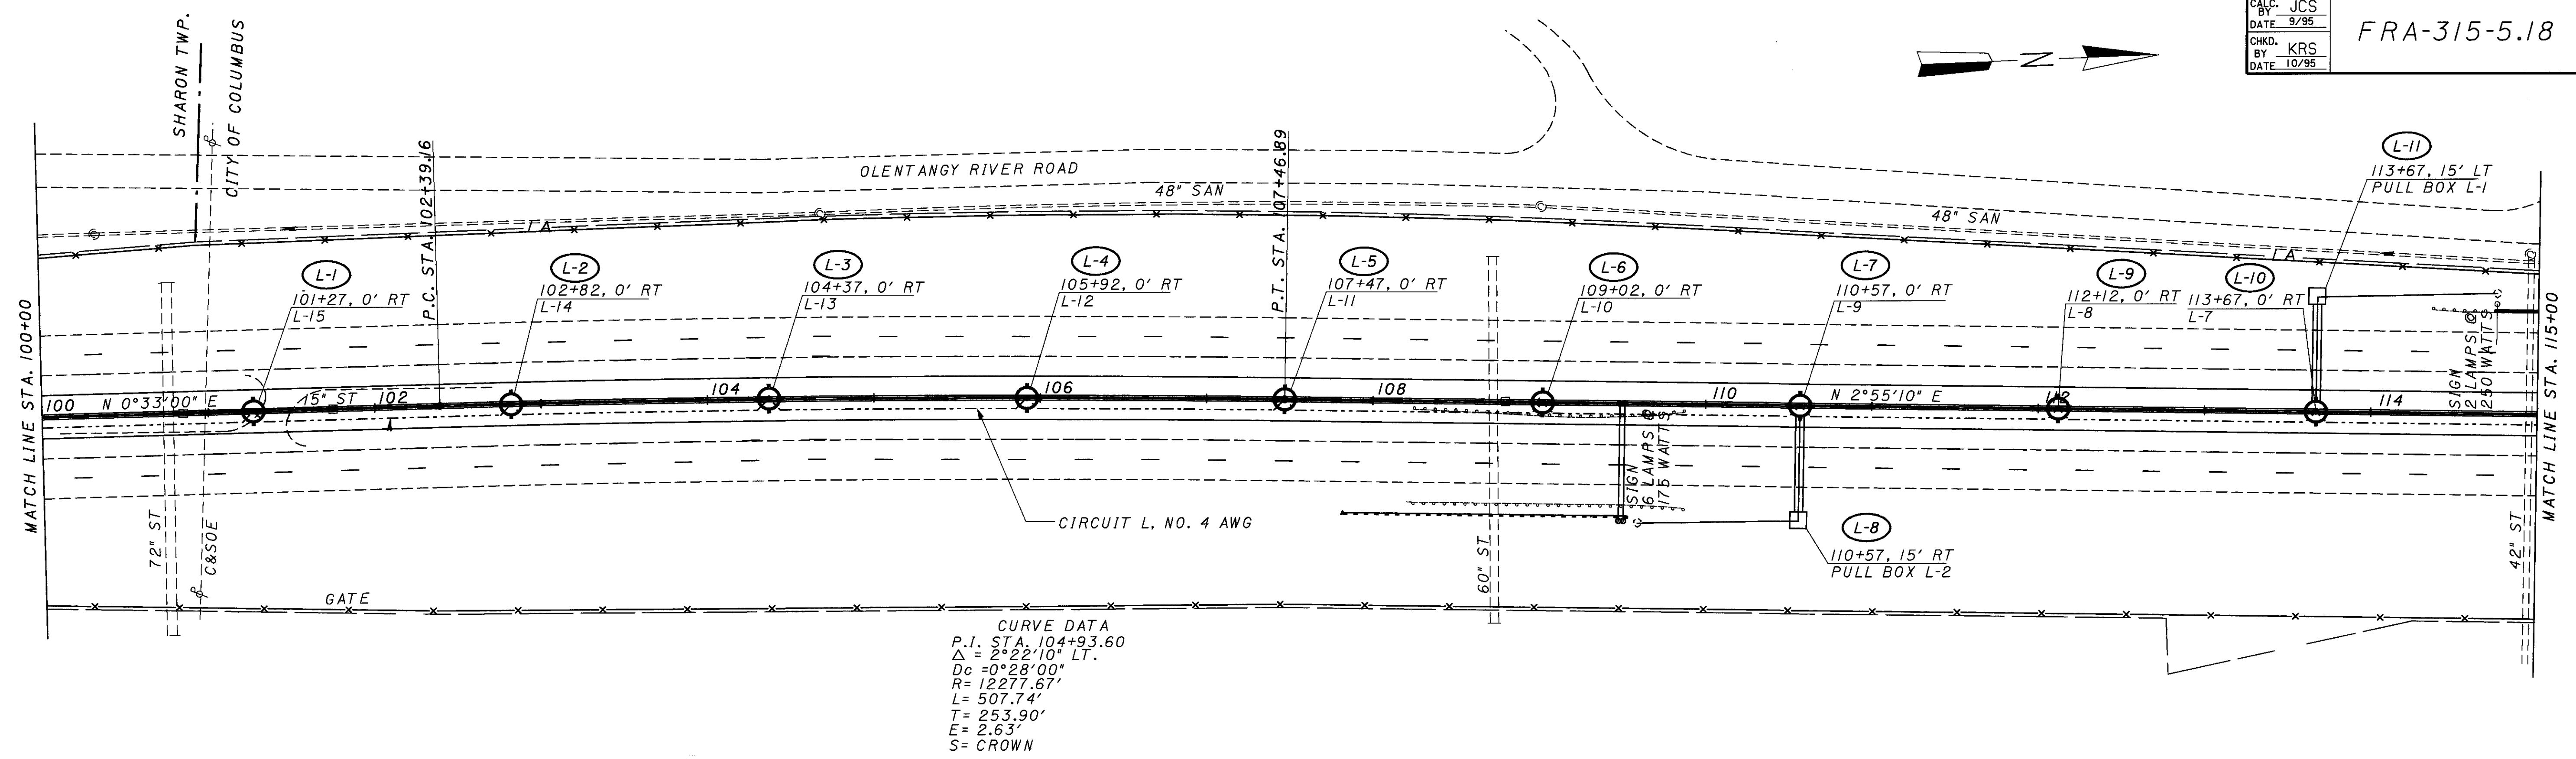 CALC.
BY JCS
DATE 9/95
CHKD.
BY KRS
DATE 10/95
FRA-315-5.18
N
SHARON TWP.
CITY OF COLUMBUS
P.C. STA. 102+39.16
P.T. STA. 107+46.89
OLENTANGY RIVER ROAD
48" SAN
48" SAN
LA
LA
L-1
101+27, 0' RT
L-15
L-2
102+82, 0' RT
L-14
L-3
104+37, 0' RT
L-13
L-4
105+92, 0' RT
L-12
L-5
107+47, 0' RT
L-11
L-6
109+02, 0' RT
L-10
L-7
110+57, 0' RT
L-9
L-9
112+12, 0' RT
L-8
L-10
113+67, 0' RT
L-7
L-11
113+67, 15' LT
PULL BOX L-1
SIGN
2 LAMPS @
250 WATTS
MATCH LINE STA. 100+00
MATCH LINE STA. 115+00
100
N 0°33'00" E
15" ST
102
104
106
108
110
N 2°55'10" E
112
114
SIGN
6 LAMPS @
175 WATTS
CIRCUIT L, NO. 4 AWG
72" ST
C&SOE
60" ST
42" ST
L-8
110+57, 15' RT
PULL BOX L-2
GATE
CURVE DATA
P.I. STA. 104+93.60
△ = 2°22'10" LT.
Dc =0°28'00"
R= 12277.67'
L= 507.74'
T= 253.90'
E= 2.63'
S= CROWN